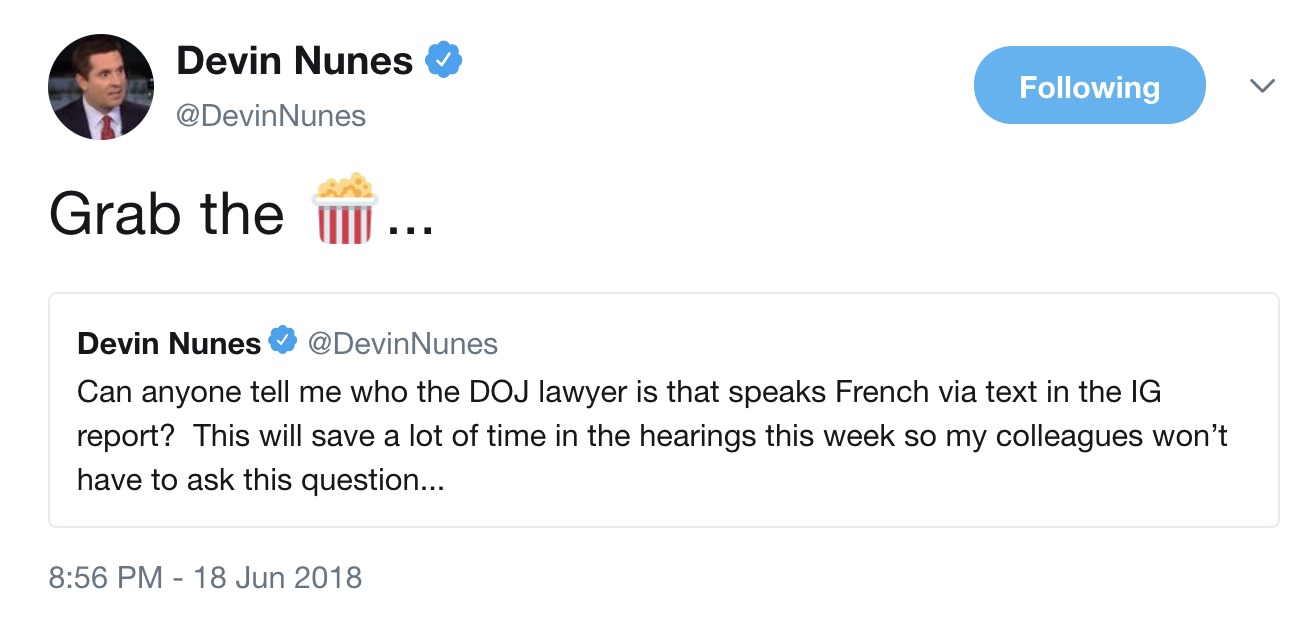 Devin Nunes
@DevinNunes
Following
Grab the 🍿...
Devin Nunes @DevinNunes
Can anyone tell me who the DOJ lawyer is that speaks French via text in the IG
report?  This will save a lot of time in the hearings this week so my colleagues won’t
have to ask this question...
8:56 PM - 18 Jun 2018